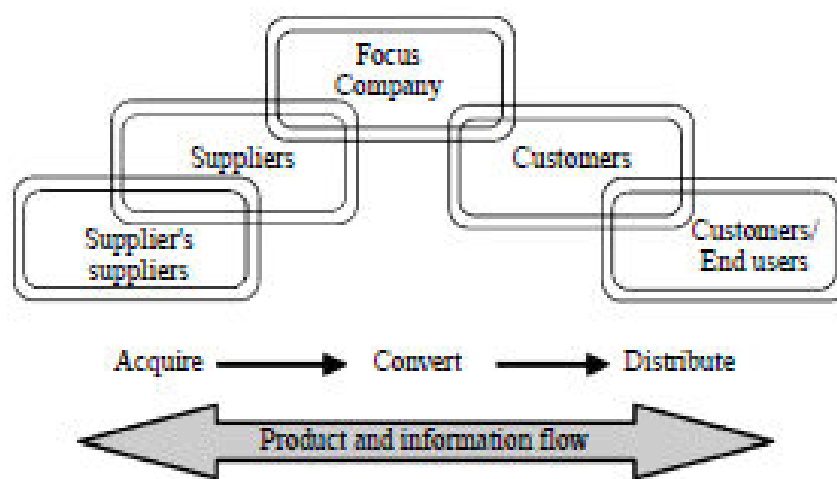 Focus
Company
Suppliers
Customers
Supplier's
suppliers
Customers/
End users
Acquire
Convert
Distribute
Product and information flow